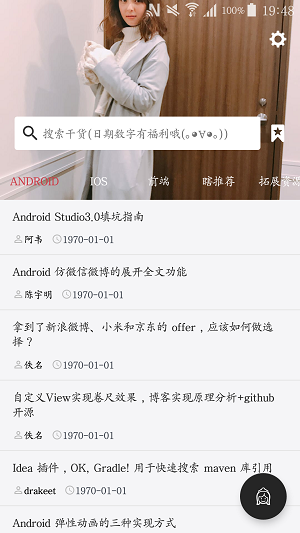 100% 19:48
搜索干货(日期数字有福利哦(｡●∀●｡))
ANDROID IOS 前端 瞎推荐 拓展资源
Android Studio3.0填坑指南
阿韦 1970-01-01
Android 仿微信微博的展开全文功能
陈宇明 1970-01-01
拿到了新浪微博、小米和京东的 offer，应该如何做选
择？
佚名 1970-01-01
自定义View实现卷尺效果，博客实现原理分析+github
开源
佚名 1970-01-01
Idea 插件，OK, Gradle! 用于快速搜索 maven 库引用
drakeet 1970-01-01
Android 弹性动画的三种实现方式